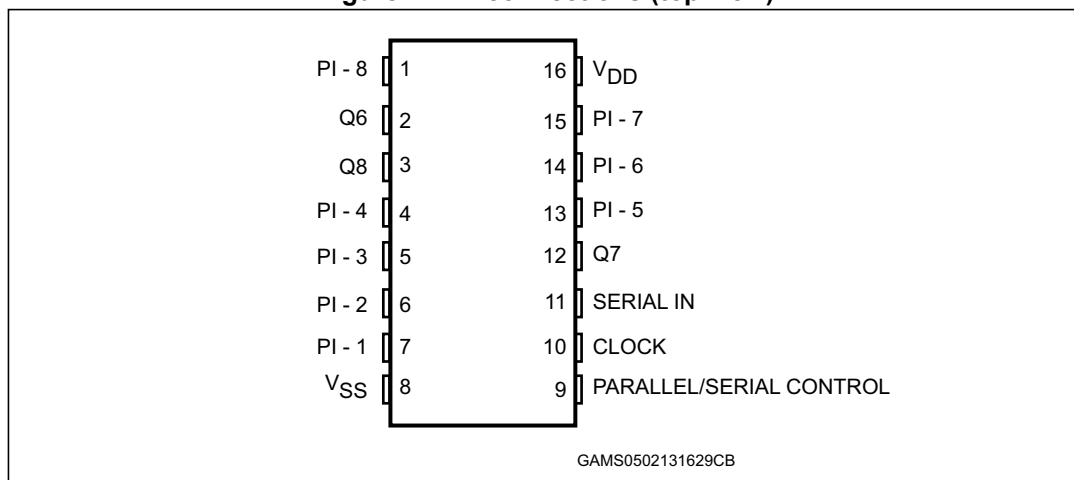 PI - 8 1 16 VDD
Q6 2 15 PI - 7
Q8 3 14 PI - 6
PI - 4 4 13 PI - 5
PI - 3 5 12 Q7
PI - 2 6 11 SERIAL IN
PI - 1 7 10 CLOCK
VSS 8 9 PARALLEL/SERIAL CONTROL
GAMS0502131629CB